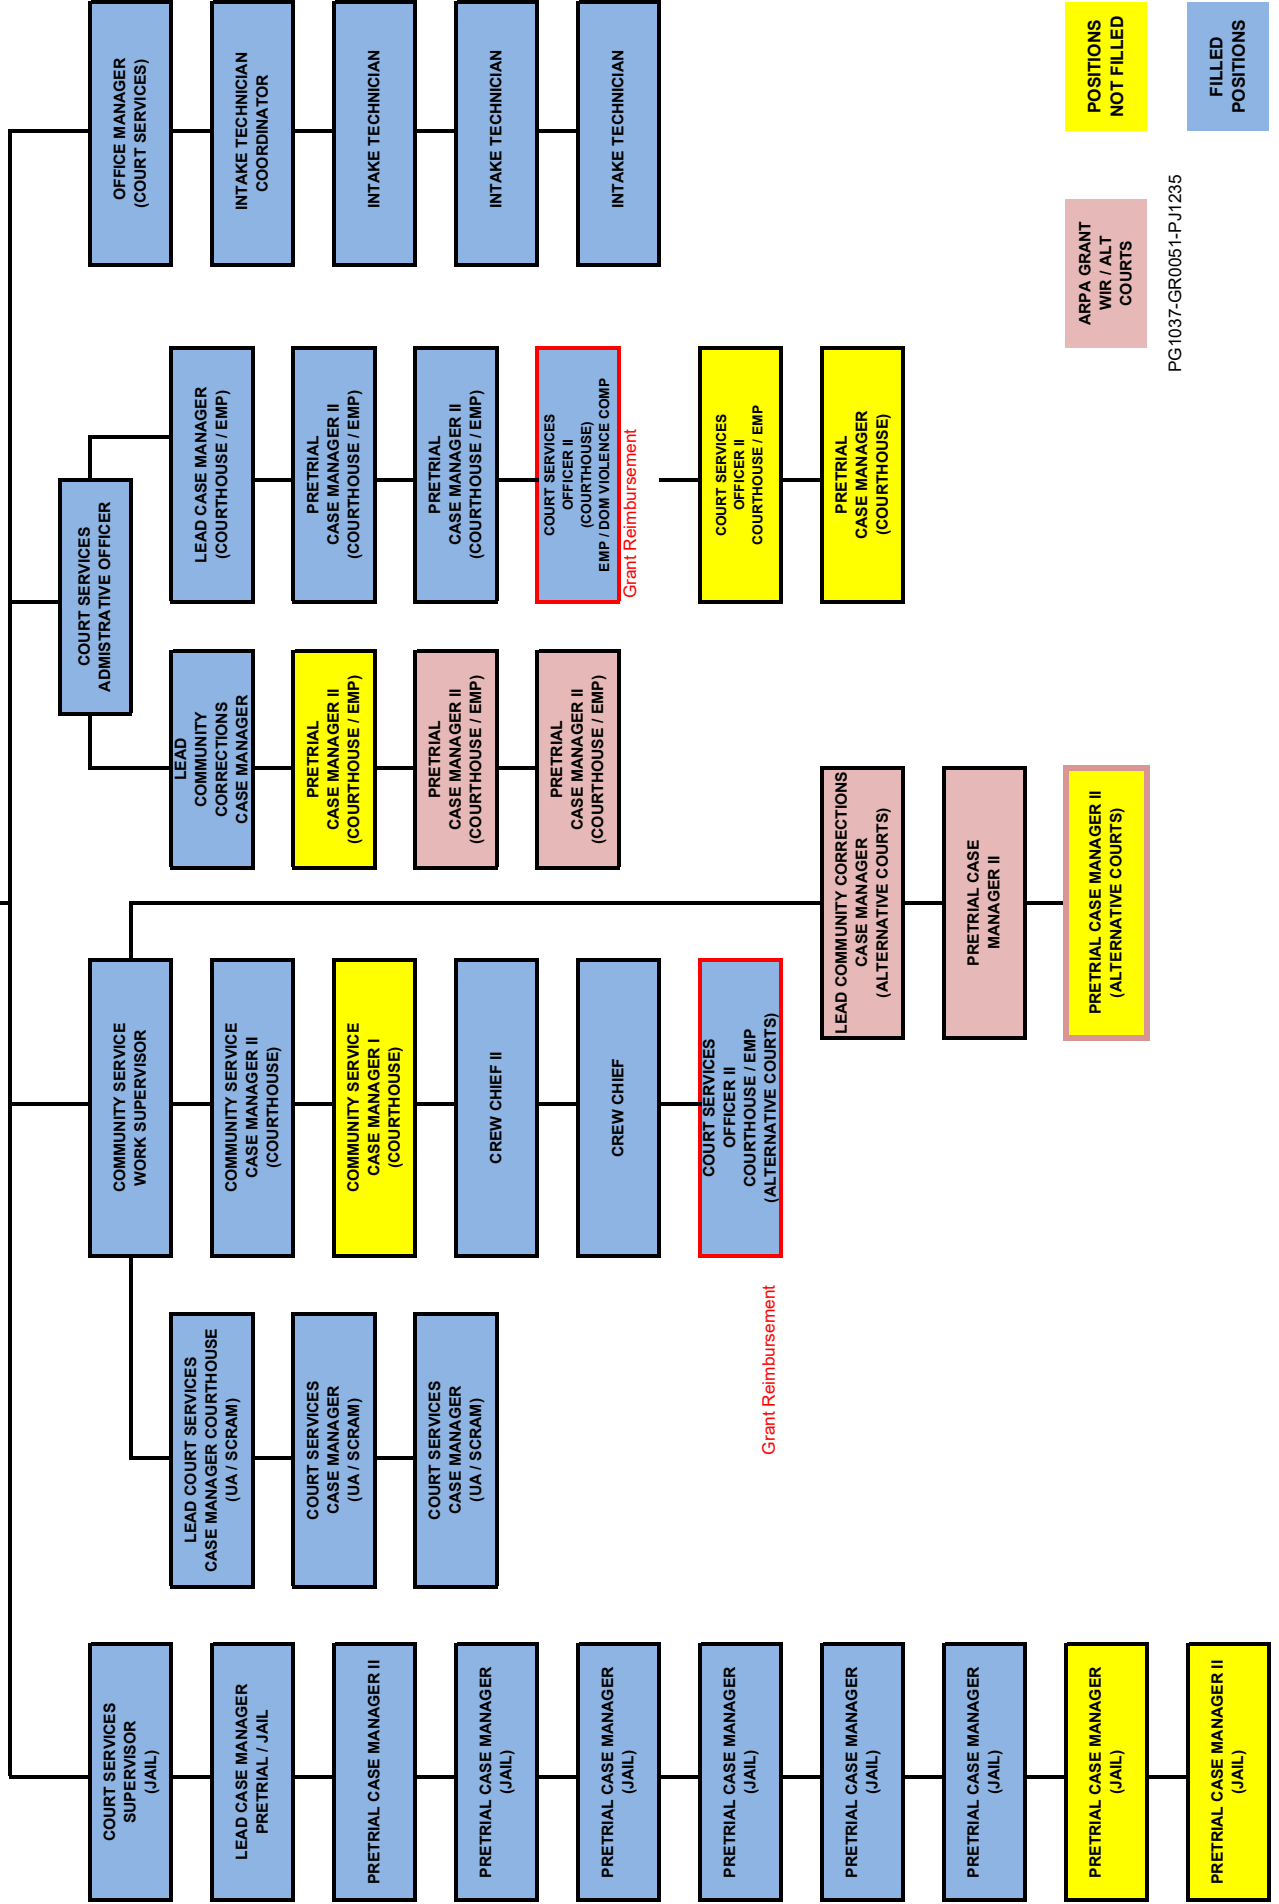 COURT SERVICES
SUPERVISOR
(JAIL)
LEAD CASE MANAGER
PRETRIAL / JAIL
PRETRIAL CASE MANAGER II
PRETRIAL CASE MANAGER
(JAIL)
PRETRIAL CASE MANAGER
(JAIL)
PRETRIAL CASE MANAGER
(JAIL)
PRETRIAL CASE MANAGER
(JAIL)
PRETRIAL CASE MANAGER
(JAIL)
PRETRIAL CASE MANAGER
(JAIL)
PRETRIAL CASE MANAGER II
(JAIL)
LEAD COURT SERVICES
CASE MANAGER COURTHOUSE
(UA / SCRAM)
COURT SERVICES
CASE MANAGER
(UA / SCRAM)
COURT SERVICES
CASE MANAGER
(UA / SCRAM)
COMMUNITY SERVICE
WORK SUPERVISOR
COMMUNITY SERVICE
CASE MANAGER II
(COURTHOUSE)
COMMUNITY SERVICE
CASE MANAGER I
(COURTHOUSE)
CREW CHIEF II
CREW CHIEF
COURT SERVICES
OFFICER II
COURTHOUSE / EMP
(ALTERNATIVE COURTS)
Grant Reimbursement
LEAD COMMUNITY CORRECTIONS
CASE MANAGER
(ALTERNATIVE COURTS)
PRETRIAL CASE
MANAGER II
PRETRIAL CASE MANAGER II
(ALTERNATIVE COURTS)
COURT SERVICES
ADMISTRATIVE OFFICER
LEAD
COMMUNITY
CORRECTIONS
CASE MANAGER
PRETRIAL
CASE MANAGER II
(COURTHOUSE / EMP)
PRETRIAL
CASE MANAGER II
(COURTHOUSE / EMP)
PRETRIAL
CASE MANAGER II
(COURTHOUSE / EMP)
LEAD CASE MANAGER
(COURTHOUSE / EMP)
PRETRIAL
CASE MANAGER II
(COURTHOUSE / EMP)
PRETRIAL
CASE MANAGER II
(COURTHOUSE / EMP)
COURT SERVICES
OFFICER II
(COURTHOUSE)
EMP / DOM VIOLENCE COMP
Grant Reimbursement
COURT SERVICES
OFFICER II
COURTHOUSE / EMP
PRETRIAL
CASE MANAGER
(COURTHOUSE)
OFFICE MANAGER
(COURT SERVICES)
INTAKE TECHNICIAN
COORDINATOR
INTAKE TECHNICIAN
INTAKE TECHNICIAN
INTAKE TECHNICIAN
ARPA GRANT
WIR / ALT
COURTS
PG1037-GR0051-PJ1235
POSITIONS
NOT FILLED
FILLED
POSITIONS